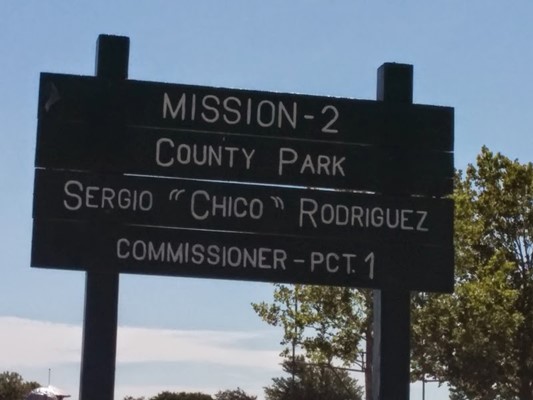 MISSION-2
COUNTY PARK
SERGIO "CHICO" RODRIGUEZ
COMMISSIONER-PCT. 1